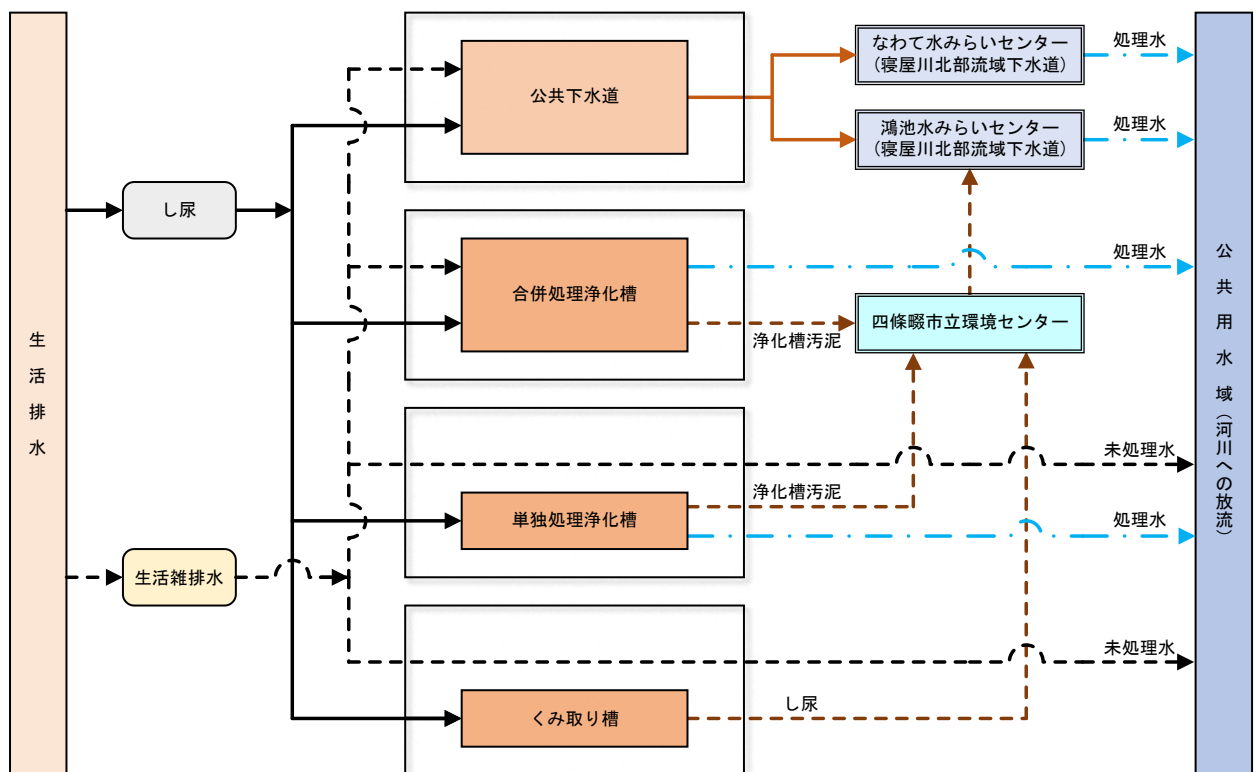 生活排水
し尿
生活雑排水
公共下水道
合併処理浄化槽
浄化槽汚泥
単独処理浄化槽
浄化槽汚泥
くみ取り槽
し尿
なわて水みらいセンター
(寝屋川北部流域下水道)
鴻池水みらいセンター
(寝屋川北部流域下水道)
四條畷市立環境センター
処理水
処理水
処理水
未処理水
処理水
未処理水
公共用水域(河川への放流)